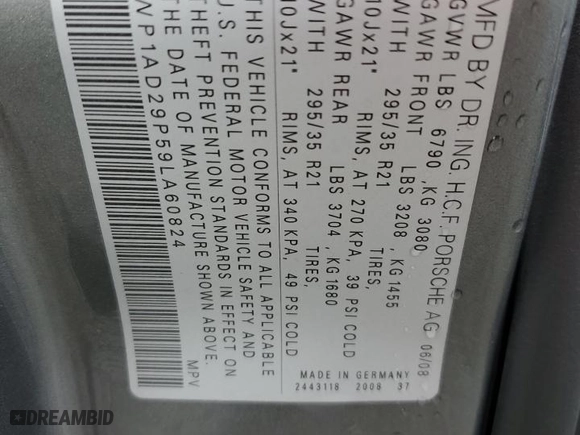 MFD BY DR. ING. H.C.F. PORSCHE AG 06/08
GVWR LBS 6790 , KG 3080
GAWR FRONT LBS 3208 , KG 1455
295/35 R21 TIRES,
10Jx21" RIMS, AT 270 KPA, 39 PSI COLD
GAWR REAR LBS 3704 , KG 1680
295/35 R21 TIRES,
10Jx21" RIMS, AT 340 KPA, 49 PSI COLD
THIS VEHICLE CONFORMS TO ALL APPLICABLE
U.S. FEDERAL MOTOR VEHICLE SAFETY AND
THEFT PREVENTION STANDARDS IN EFFECT ON
THE DATE OF MANUFACTURE SHOWN ABOVE.
WP1AD29P59LA60824 MPV
MADE IN GERMANY
2443118 2008 37
DREAMBID